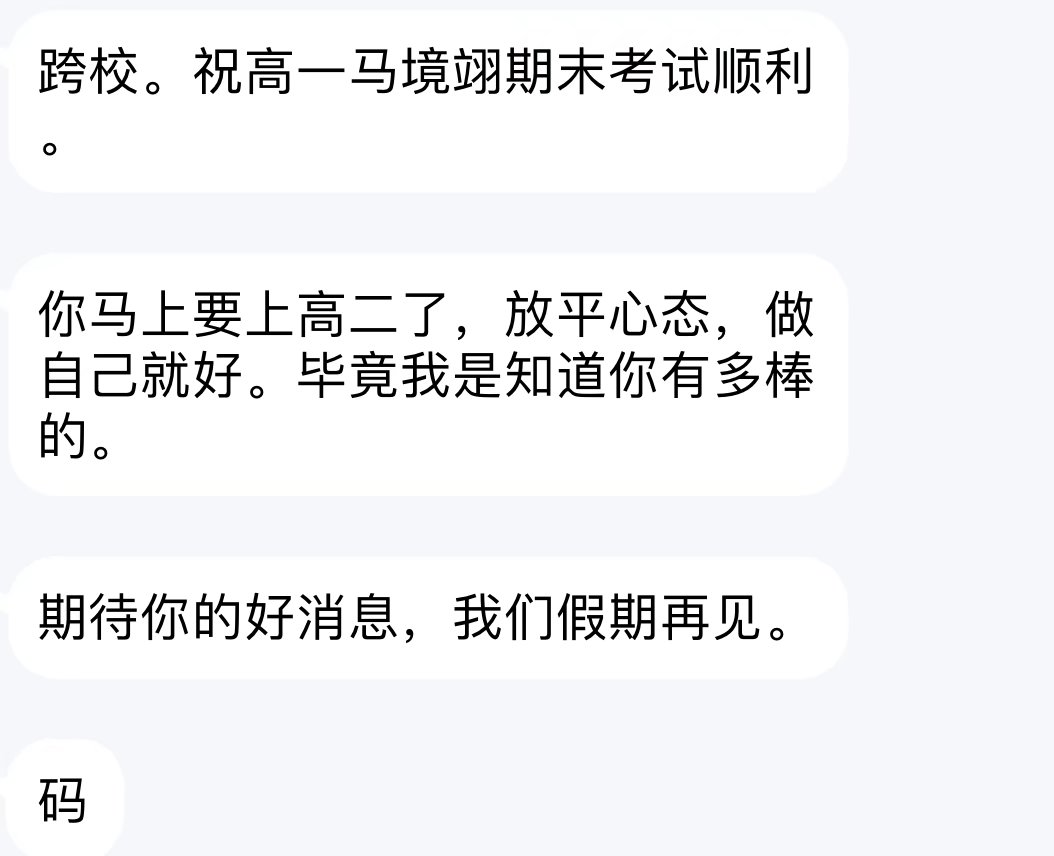 跨校。祝高一马境翊期末考试顺利
。
你马上要上高二了，放平心态，做
自己就好。毕竟我是知道你有多棒
的。
期待你的好消息，我们假期再见。
码